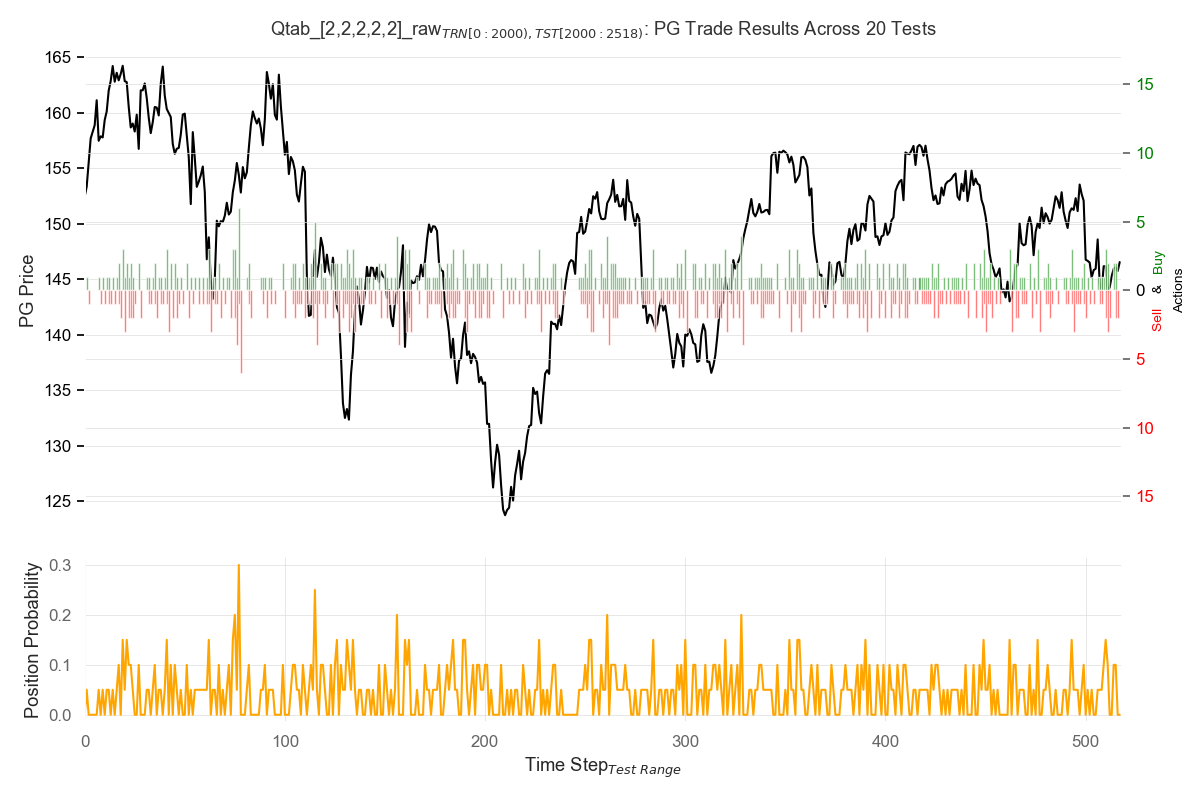 Qtab_[2,2,2,2,2]_raw TRN[0:2000), TST[2000:2518): PG Trade Results Across 20 Tests
165
160
155
150
145
140
135
130
125
PG Price
15
10
5
0
5
10
15
Sell & Buy
Actions
0.3
0.2
0.1
0.0
Position Probability
0 100 200 300 400 500
Time Step Test Range